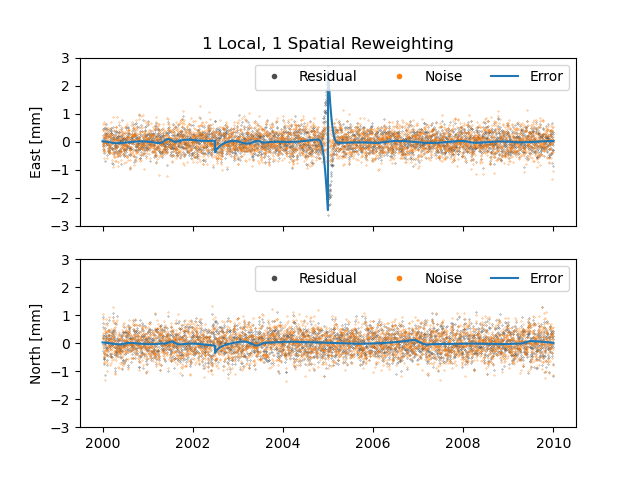 1 Local, 1 Spatial Reweighting
3
2
1
0
−1
−2
−3
East [mm]
Residual Noise Error
3
2
1
0
−1
−2
−3
North [mm]
Residual Noise Error
2000 2002 2004 2006 2008 2010